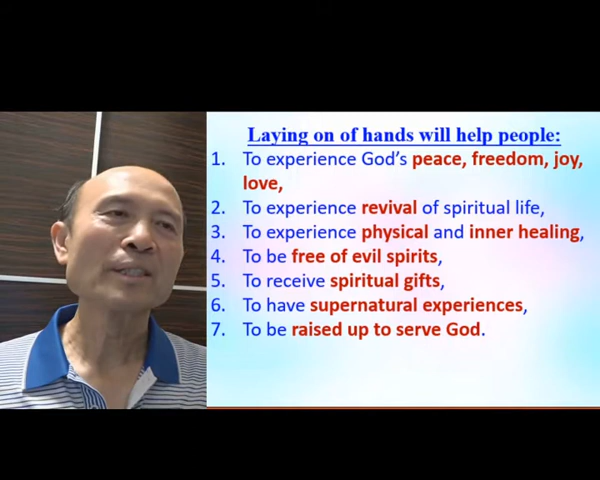 Laying on of hands will help people:
1. To experience God's peace, freedom, joy,
love,
2. To experience revival of spiritual life,
3. To experience physical and inner healing,
4. To be free of evil spirits,
5. To receive spiritual gifts,
6. To have supernatural experiences,
7. To be raised up to serve God.